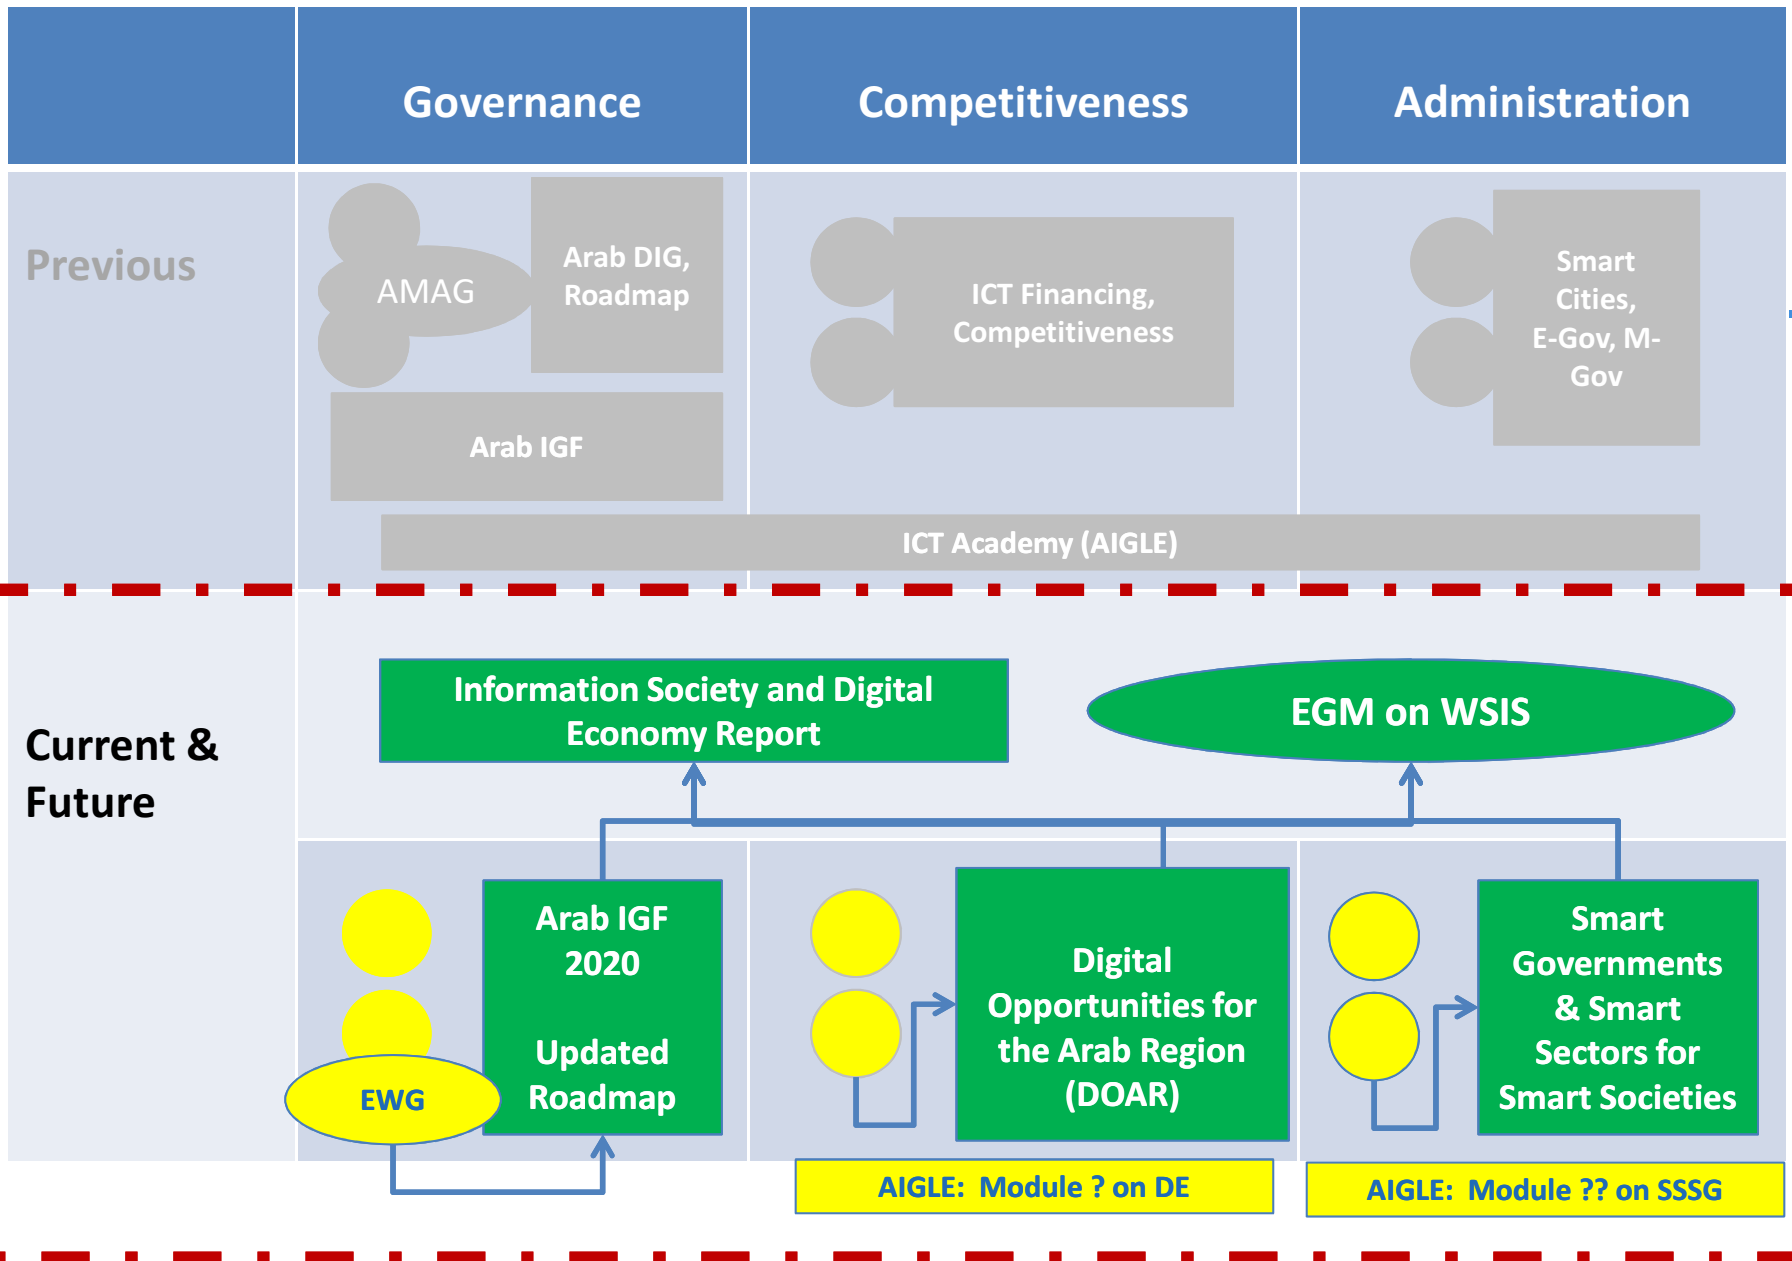 Governance
Competitiveness
Administration
Previous
AMAG
Arab DIG,
Roadmap
Arab IGF
ICT Financing,
Competitiveness
Smart
Cities,
E-Gov, M-
Gov
ICT Academy (AIGLE)
Current &
Future
Information Society and Digital
Economy Report
EGM on WSIS
Arab IGF
2020
Updated
Roadmap
EWG
Digital
Opportunities for
the Arab Region
(DOAR)
Smart
Governments
& Smart
Sectors for
Smart Societies
AIGLE:  Module ? on DE
AIGLE:  Module ?? on SSSG